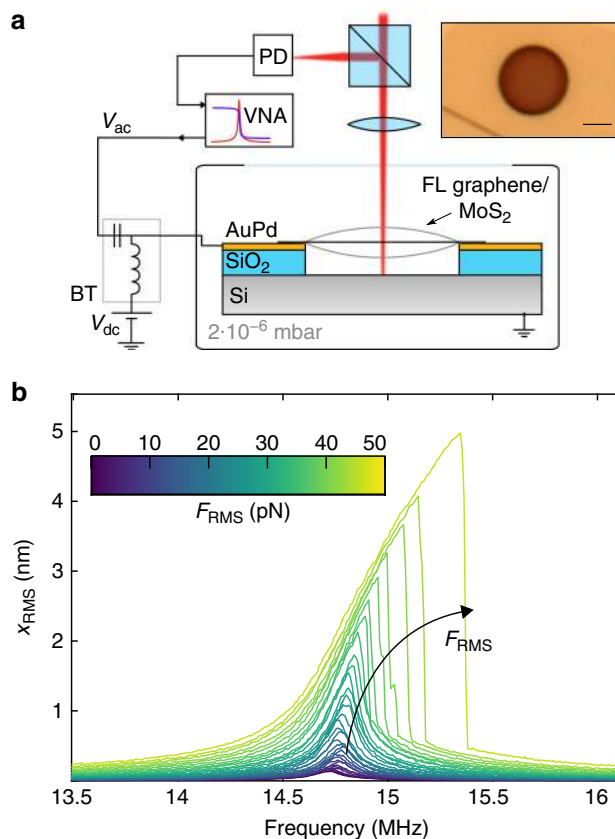 a
PD
VNA
V_ac
FL graphene/
MoS₂
AuPd
SiO₂
BT
Si
V_dc
2·10⁻⁶ mbar
b
0 10 20 30 40 50
F_RMS (pN)
5
4
3
2
1
x_RMS (nm)
F_RMS
13.5 14 14.5 15 15.5 16
Frequency (MHz)